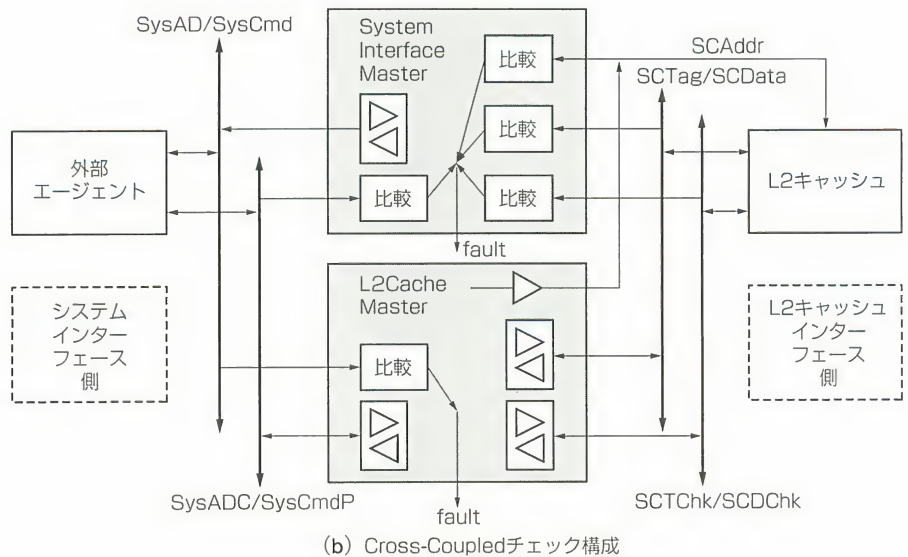 SysAD/SysCmd
System
Interface
Master
比較
SCAddr
SCTag/SCData
比較
外部
エージェント
比較
比較
L2キャッシュ
fault
L2Cache
Master
システム
インター
フェース
側
比較
L2キャッシュ
インター
フェース
側
SysADC/SysCmdP
fault
SCTChk/SCDChk
(b) Cross-Coupledチェック構成